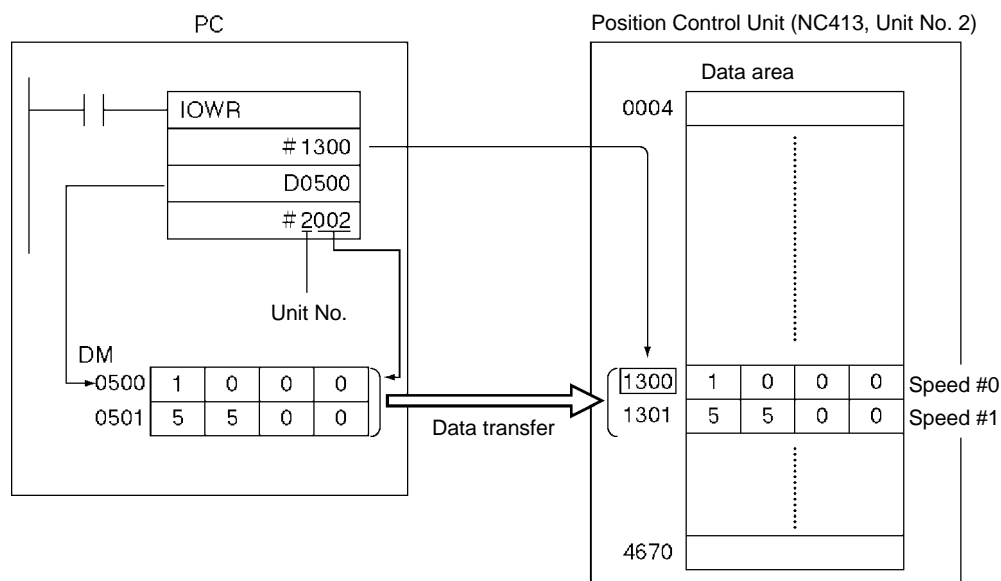 PC
Position Control Unit (NC413, Unit No. 2)
Data area
0004
IOWR
#1300
D0500
#2002
Unit No.
DM
0500 1 0 0 0
0501 5 5 0 0
Data transfer
1300 1 0 0 0 Speed #0
1301 5 5 0 0 Speed #1
4670